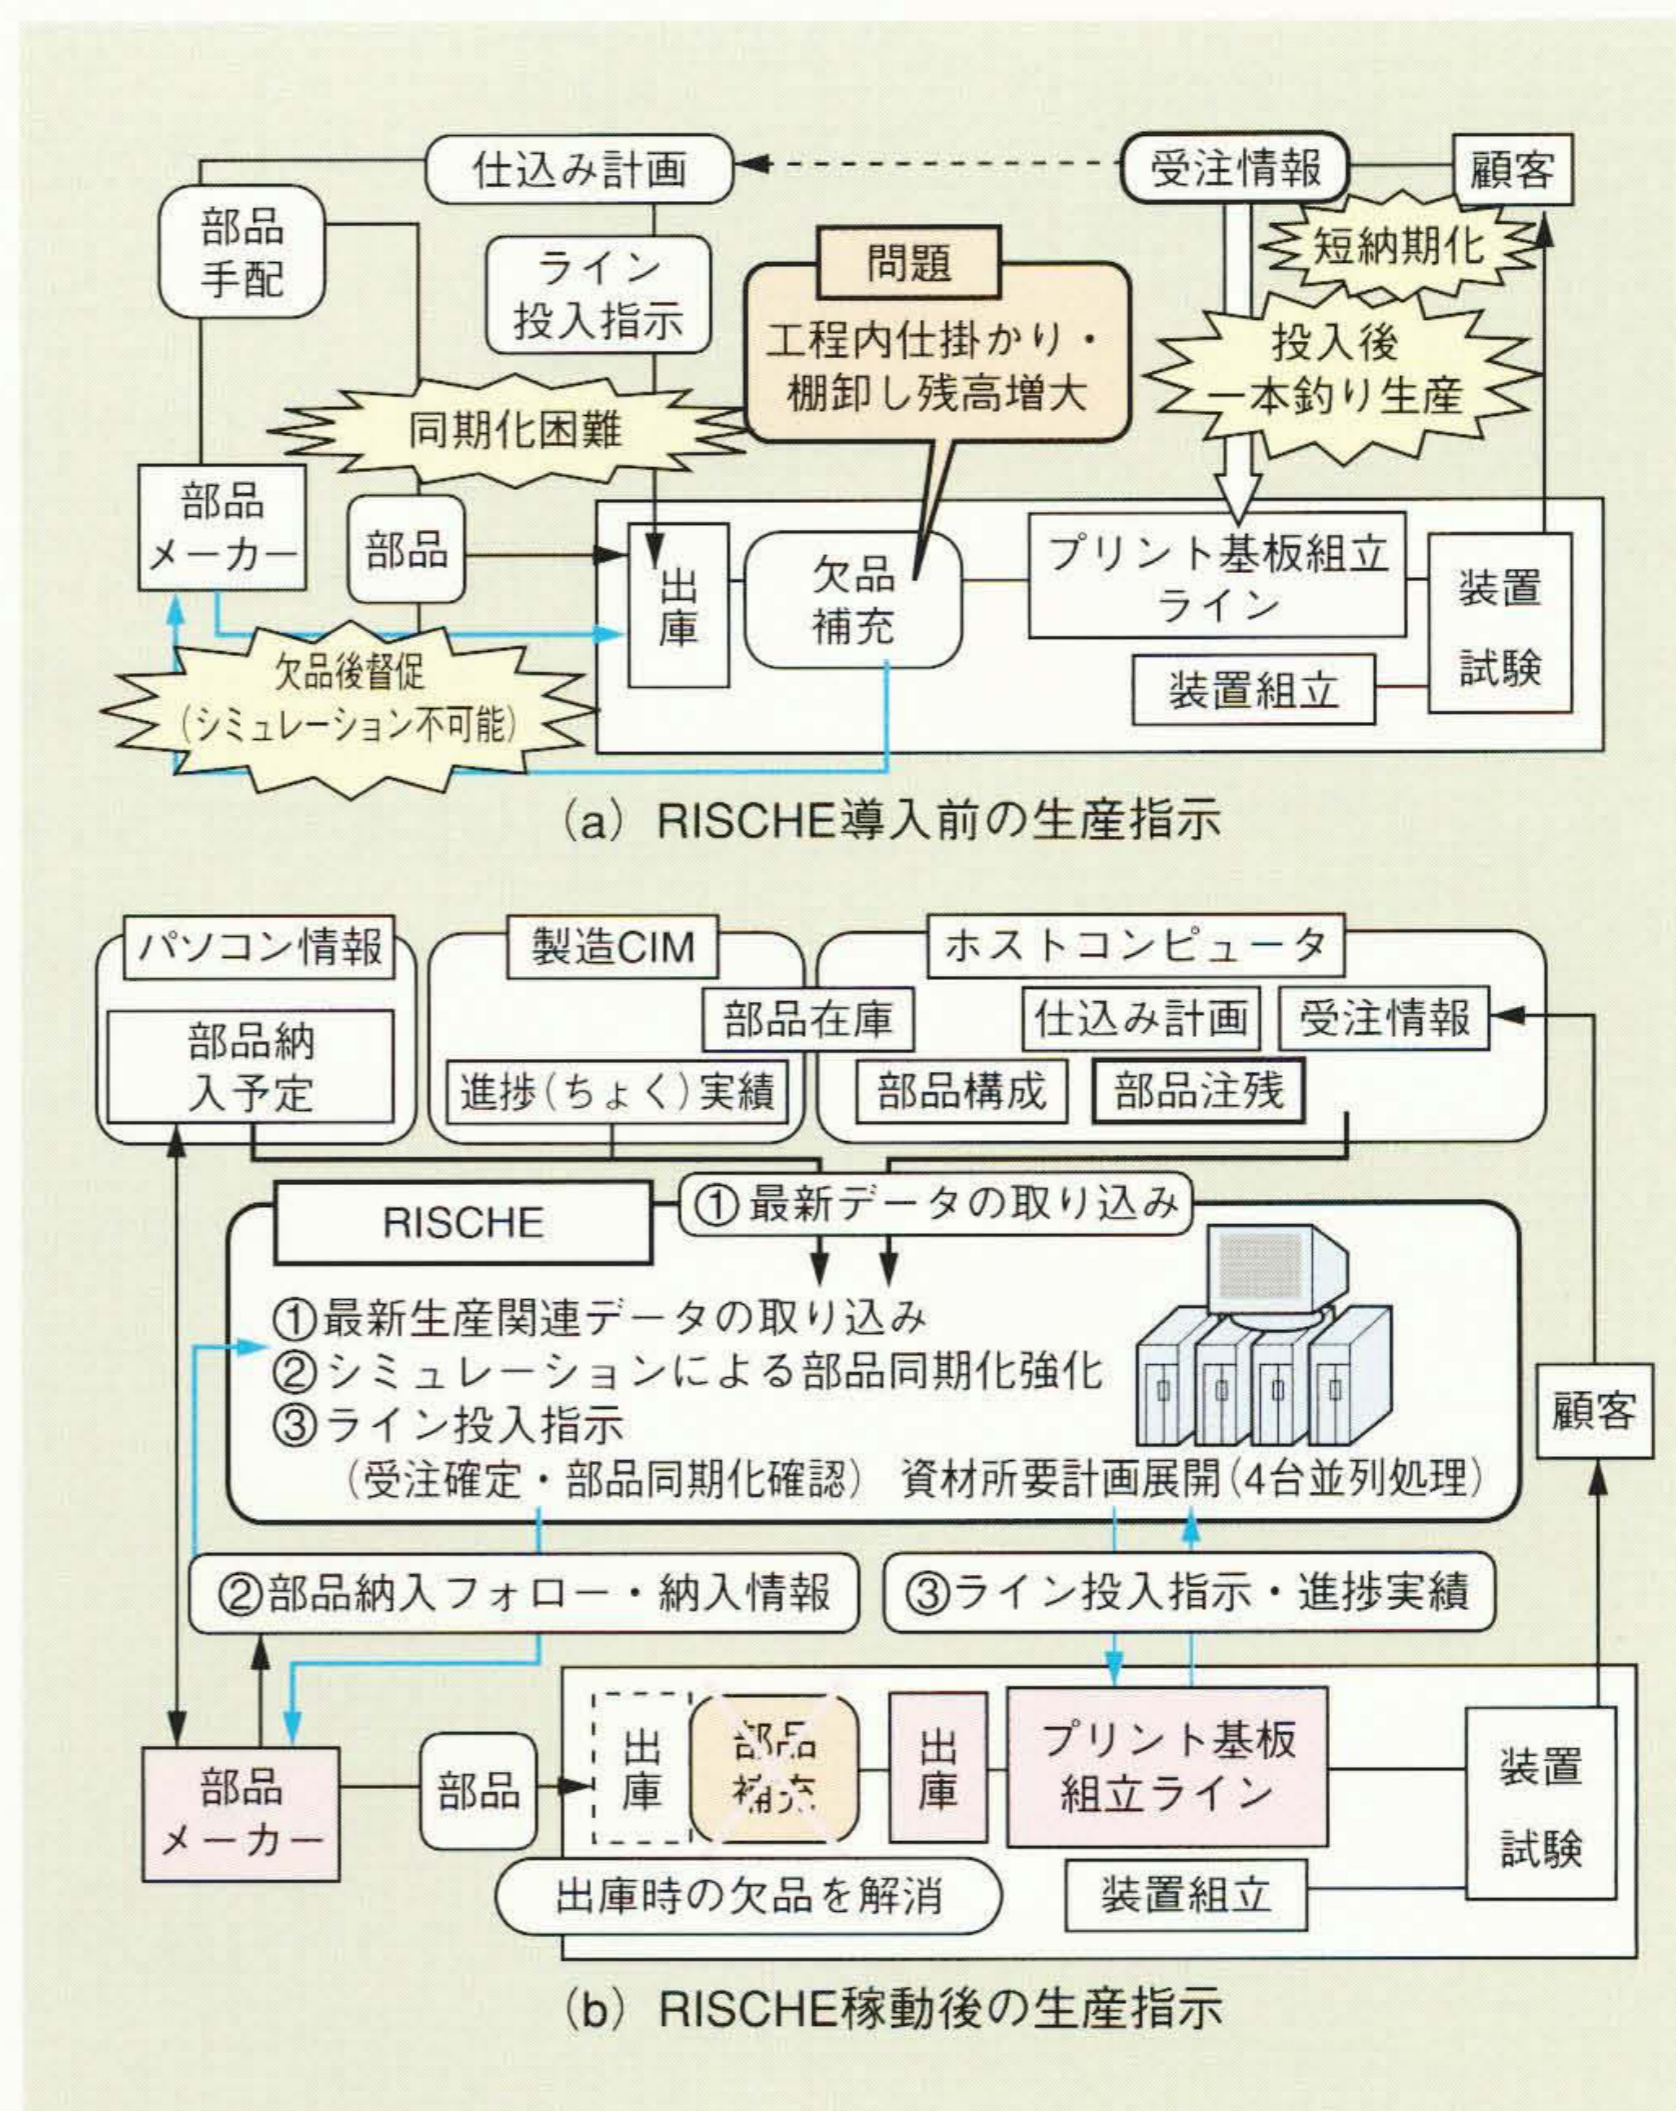 仕込み計画
受注情報
顧客
部品
手配
ライン
投入指示
問題
工程内仕掛かり・
棚卸し残高増大
短納期化
投入後
一本釣り生産
同期化困難
部品
メーカー
部品
出
庫
欠品
補充
プリント基板組立
ライン
装置
試験
装置組立
欠品後督促
(シミュレーション不可能)
(a) RISCHE導入前の生産指示
パソコン情報
製造CIM
ホストコンピュータ
部品納
入予定
部品在庫
仕込み計画
受注情報
進捗(ちょく)実績
部品構成
部品注残
RISCHE
①最新データの取り込み
①最新生産関連データの取り込み
②シミュレーションによる部品同期化強化
③ライン投入指示
(受注確定・部品同期化確認) 資材所要計画展開(4台並列処理)
顧客
②部品納入フォロー・納入情報
③ライン投入指示・進捗実績
部品
メーカー
部品
出
庫
部品
補充
出
庫
プリント基板
組立ライン
装置
試験
出庫時の欠品を解消
装置組立
(b) RISCHE稼動後の生産指示